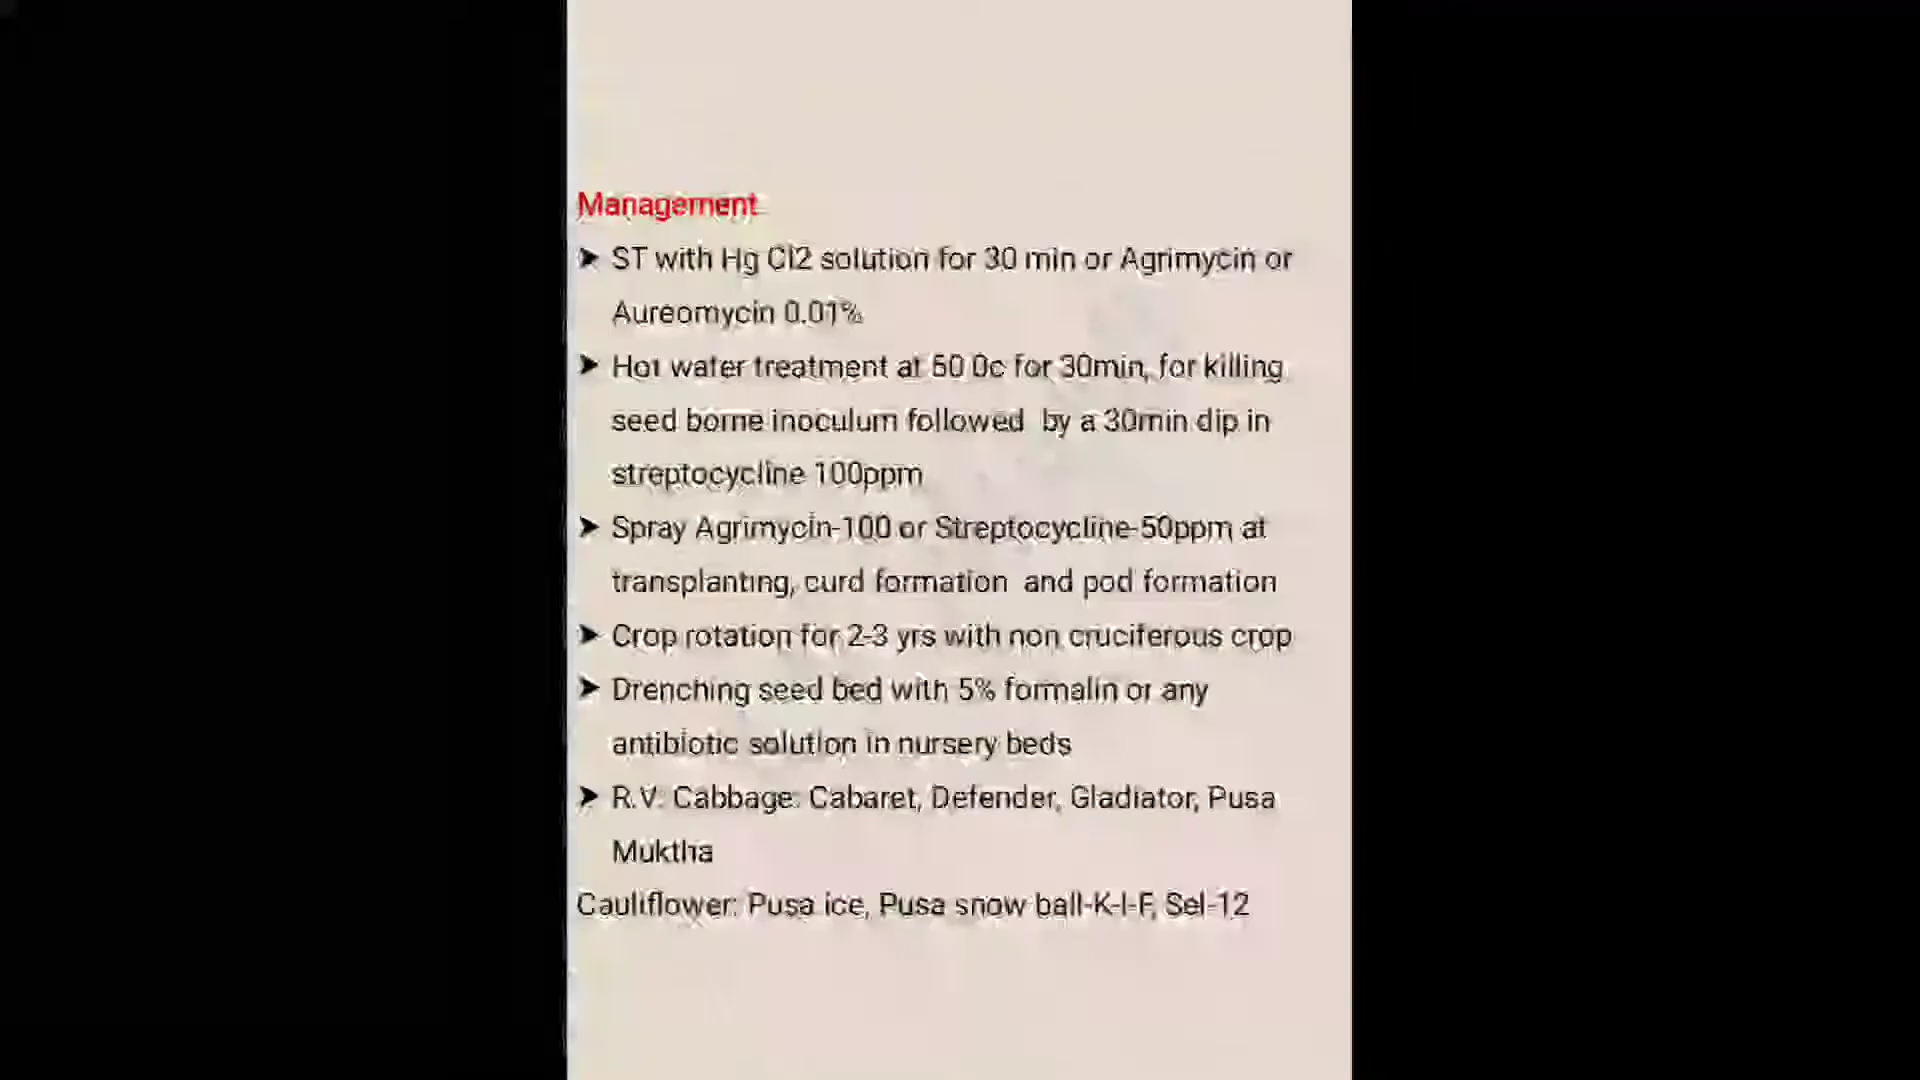 Management
➤ ST with Hg Cl2 solution for 30 min or Agrimycin or
Aureomycin 0.01%
➤ Hot water treatment at 50 0c for 30min, for killing
seed borne inoculum followed by a 30min dip in
streptocycline 100ppm
➤ Spray Agrimycin-100 or Streptocycline-50ppm at
transplanting, curd formation and pod formation
➤ Crop rotation for 2-3 yrs with non cruciferous crop
➤ Drenching seed bed with 5% formalin or any
antibiotic solution in nursery beds
➤ R.V: Cabbage: Cabaret, Defender, Gladiator, Pusa
Muktha
Cauliflower: Pusa ice, Pusa snow ball-K-I-F, Sel-12